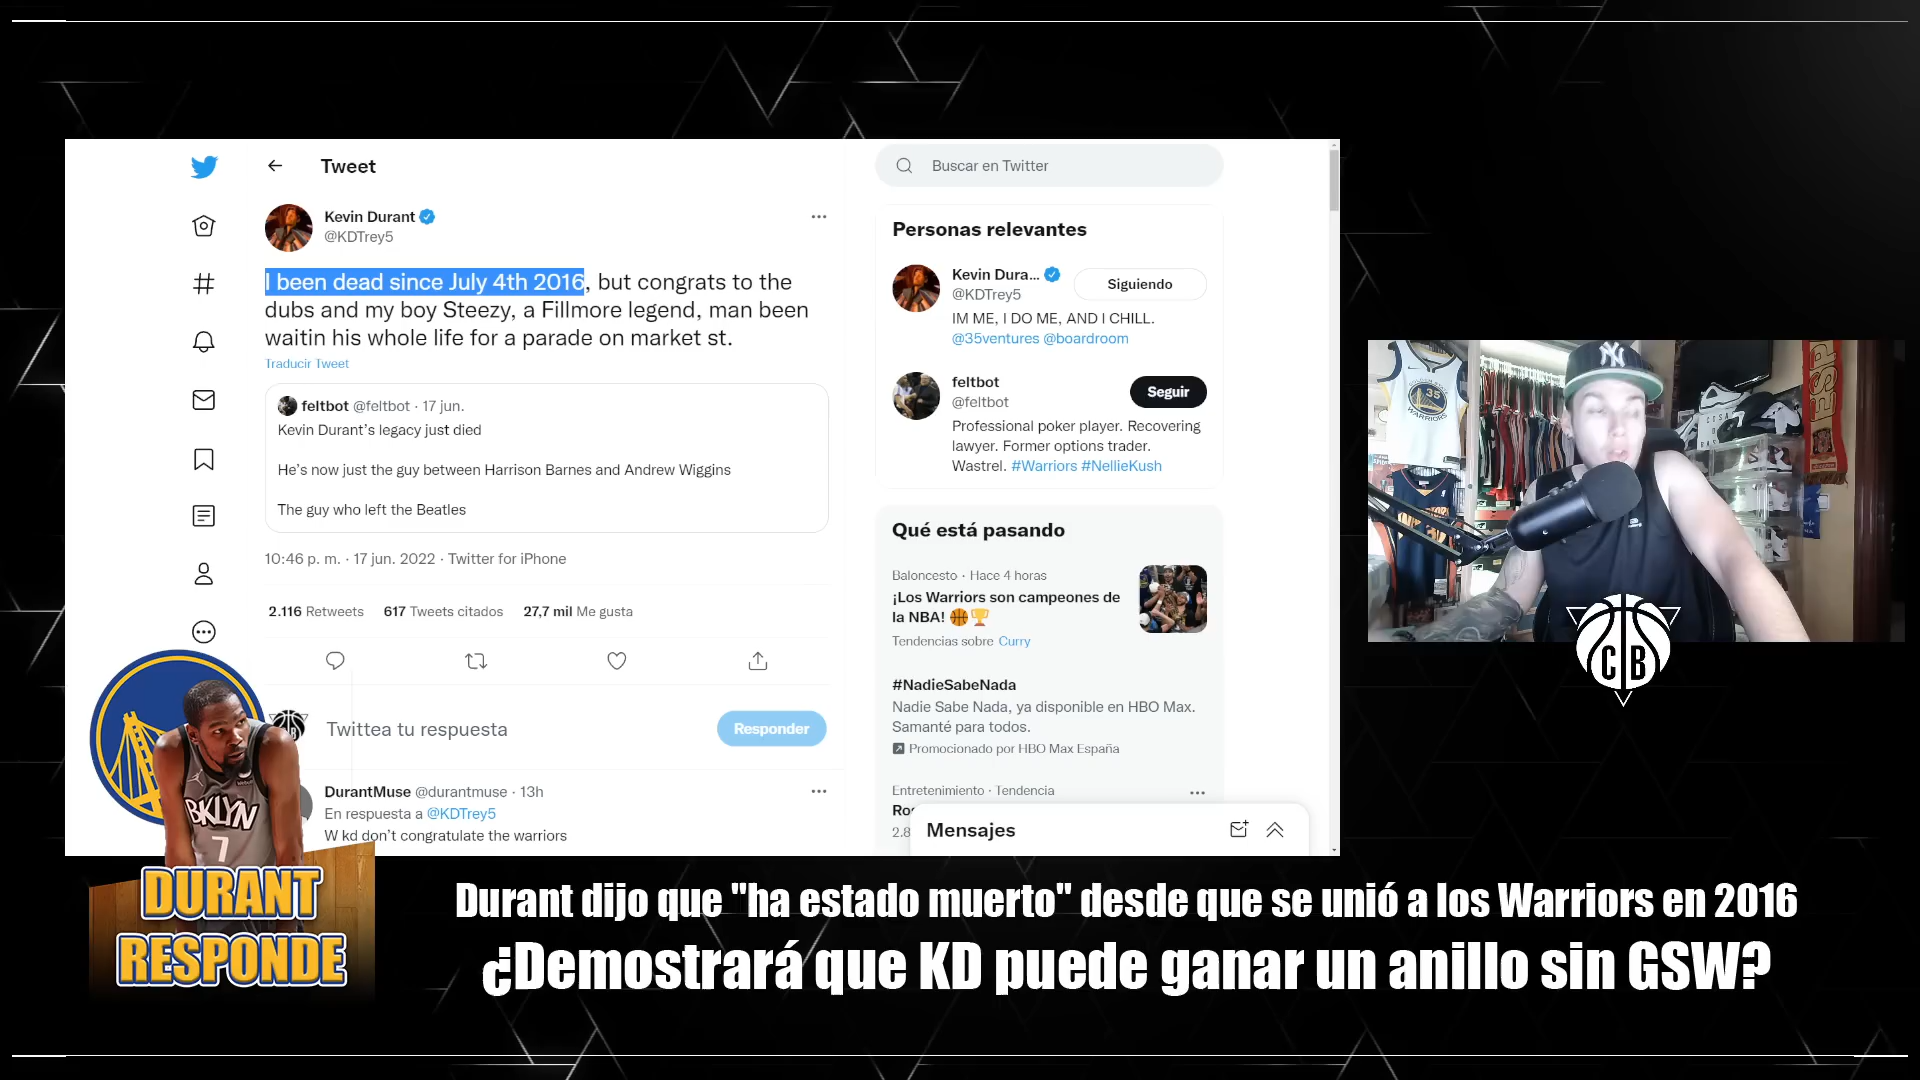 Tweet
Kevin Durant
@KDTrey5
I been dead since July 4th 2016, but congrats to the
dubs and my boy Steezy, a Fillmore legend, man been
waitin his whole life for a parade on market st.
Traducir Tweet
feltbot @feltbot · 17 jun.
Kevin Durant's legacy just died
He's now just the guy between Harrison Barnes and Andrew Wiggins
The guy who left the Beatles
10:46 p. m. · 17 jun. 2022 · Twitter for iPhone
2.116 Retweets 617 Tweets citados 27,7 mil Me gusta
Twittea tu respuesta
Responder
DurantMuse @durantmuse · 13h
En respuesta a @KDTrey5
W kd don't congratulate the warriors
Buscar en Twitter
Personas relevantes
Kevin Dura...
@KDTrey5
Siguiendo
IM ME, I DO ME, AND I CHILL.
@35ventures @boardroom
feltbot
@feltbot
Seguir
Professional poker player. Recovering
lawyer. Former options trader.
Wastrel. #Warriors #NellieKush
Qué está pasando
Baloncesto · Hace 4 horas
¡Los Warriors son campeones de
la NBA! 🏀🏆
Tendencias sobre Curry
#NadieSabeNada
Nadie Sabe Nada, ya disponible en HBO Max.
Samanté para todos.
Promocionado por HBO Max España
Entretenimiento · Tendencia
Mensajes
35
WARRIORS
NY
ESP
CB
BKLYN
7
DURANT
RESPONDE
Durant dijo que "ha estado muerto" desde que se unió a los Warriors en 2016
¿Demostrará que KD puede ganar un anillo sin GSW?